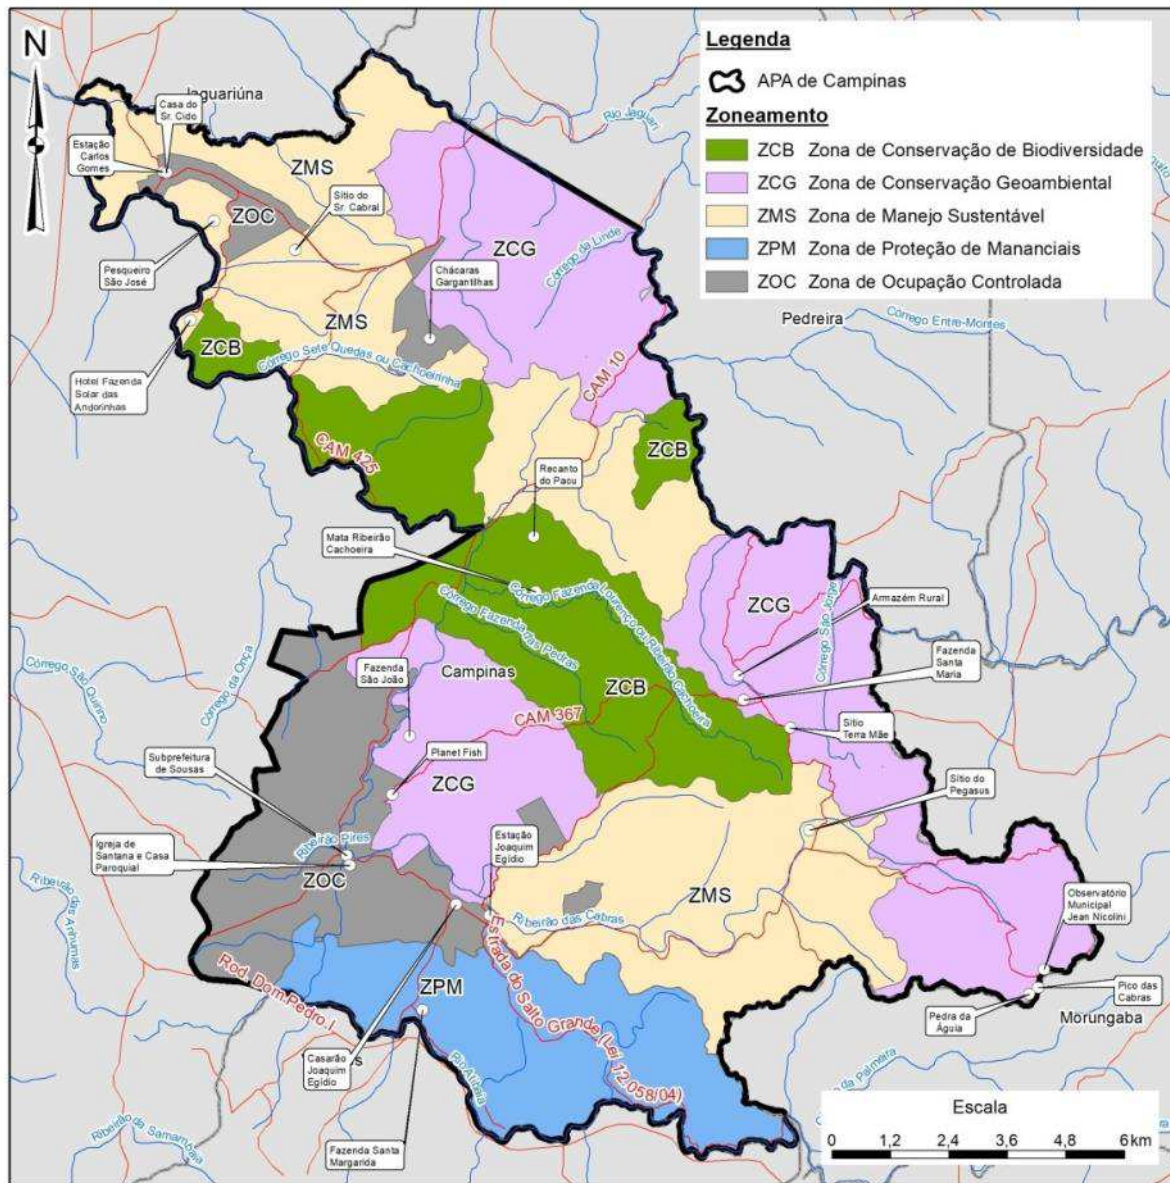 N
Legenda
APA de Campinas
Zoneamento
ZCB Zona de Conservação de Biodiversidade
ZCG Zona de Conservação Geoambiental
ZMS Zona de Manejo Sustentável
ZPM Zona de Proteção de Mananciais
ZOC Zona de Ocupação Controlada
Jaguariúna
Casa do
Sr. Cido
Estação
Carlos
Gomes
ZMS
Rio Jaguari
ZOC
Sítio do
Sr. Cabral
ZCG
Córrego da Linde
Pesqueiro
São José
Chácaras
Gargantilhas
ZMS
Pedreira
Córrego Entre-Montes
ZCB
Córrego Sete Quedas ou Cachoeirinha
CAM 10
Hotel Fazenda
Solar das
Andorinhas
CAM 425
ZCB
Recanto
do Pacu
Mata Ribeirão
Cachoeira
Córrego Fazenda Lourenço ou Ribeirão Cachoeira
Córrego Fazenda das Pedras
ZCG
Córrego São Jorge
Armazém Rural
Córrego São Quirino
Córrego da Onça
Fazenda
São João
Campinas
ZCB
Fazenda
Santa
Maria
CAM 367
Sítio
Terra Mãe
Subprefeitura
de Sousas
Planet Fish
ZCG
Sítio do
Pegasus
Igreja de
Santana e Casa
Paroquial
Ribeirão Pires
ZOC
Estação
Joaquim
Egídio
ZMS
Ribeirão das Cabras
Ribeirão das Anhumas
Observatório
Municipal
Jean Nicolini
Rod. Dom.Pedro I
ZPM
Estrada do Salto Grande (Lei 12.058/04)
Pico das
Cabras
Pedra da
Águia
Morungaba
Casarão
Joaquim
Egídio
Rio Atibaia
da Palmeira
Ribeirão da Samambaia
Fazenda Santa
Margarida
Escala
0 1,2 2,4 3,6 4,8 6 km